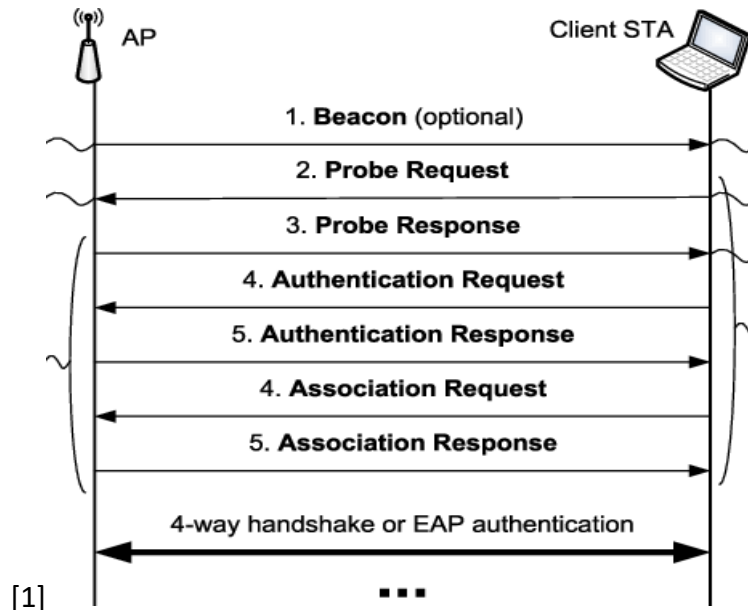 AP
Client STA
1. Beacon (optional)
2. Probe Request
3. Probe Response
4. Authentication Request
5. Authentication Response
4. Association Request
5. Association Response
4-way handshake or EAP authentication
...
[1]